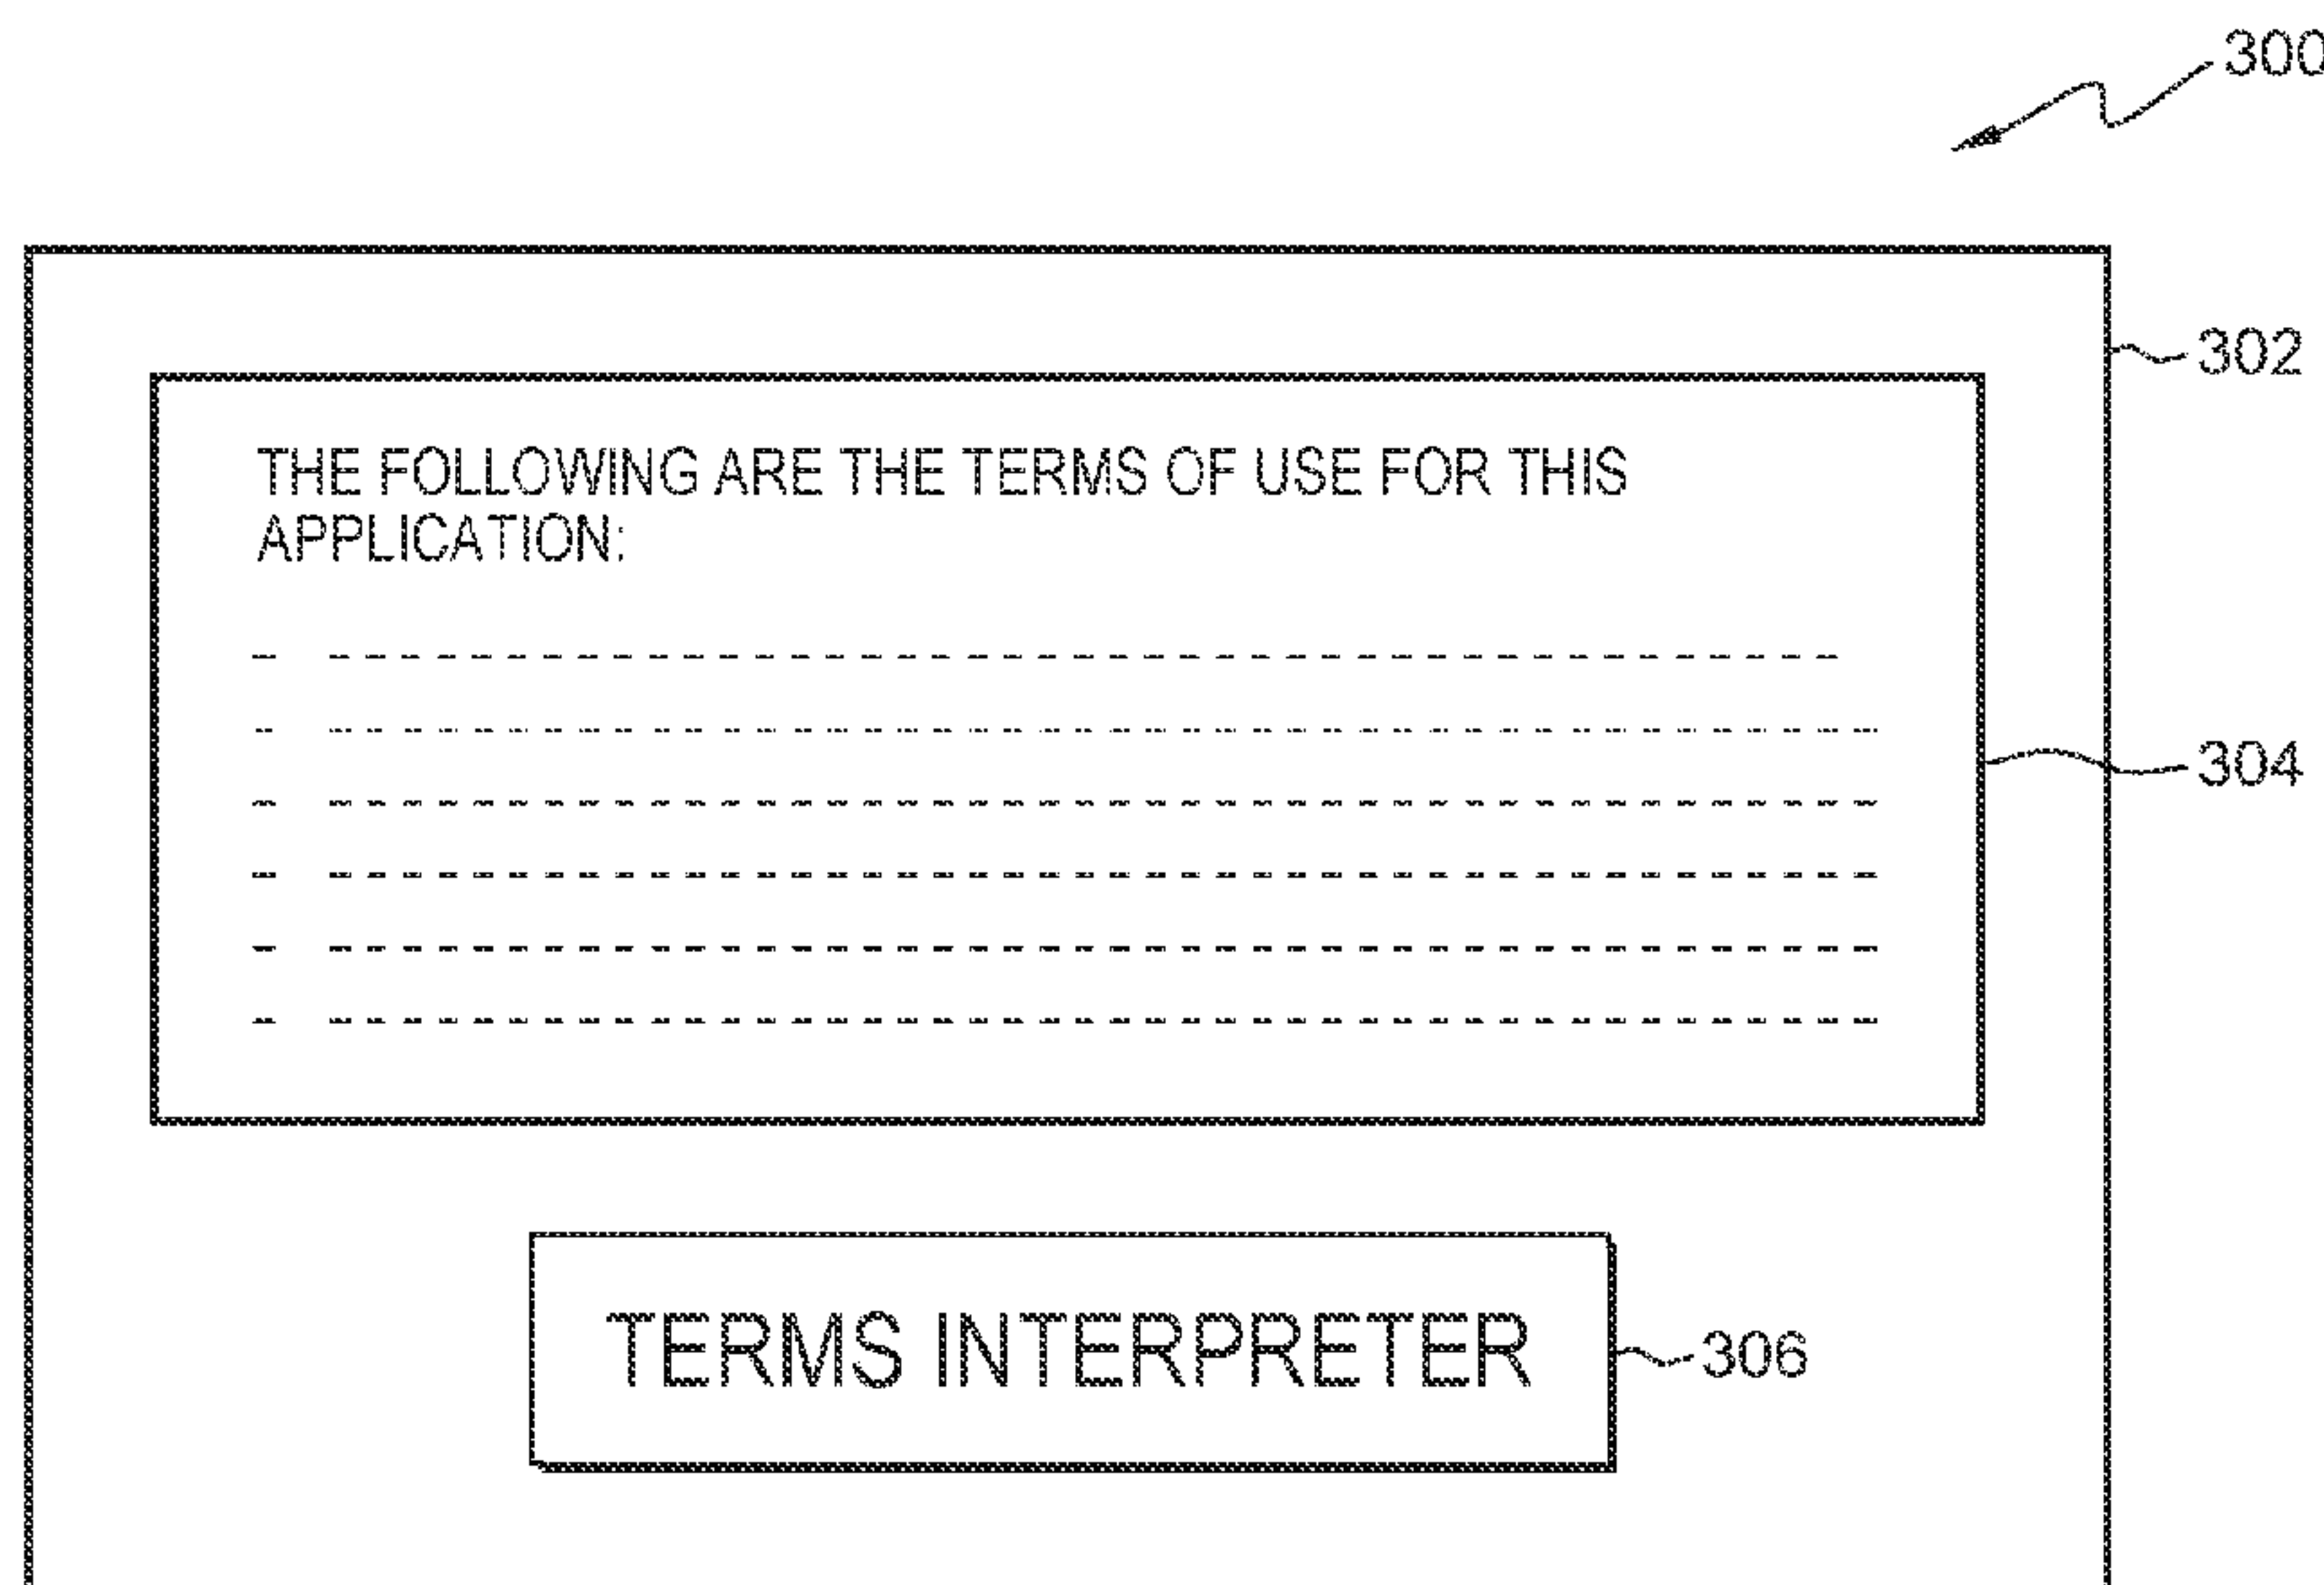 300
302
THE FOLLOWING ARE THE TERMS OF USE FOR THIS
APPLICATION:
304
TERMS INTERPRETER
306